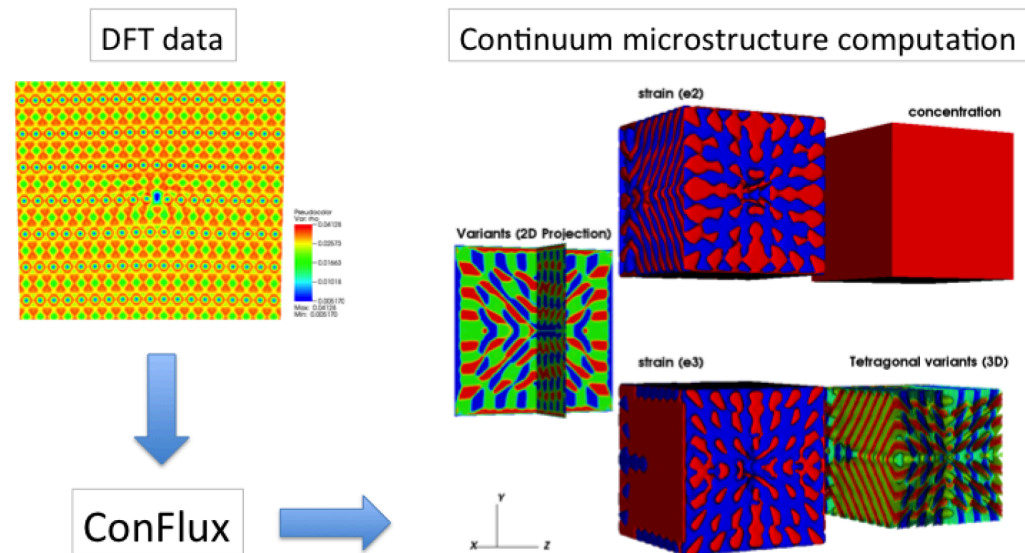 DFT data
Continuum microstructure computation
strain (e2)
concentration
Pseudocolor
Var: rho
0.04128
0.02573
0.01663
0.01018
0.005170
Max: 0.04128
Min: 0.005170
Variants (2D Projection)
strain (e3)
Tetragonal variants (3D)
ConFlux
Y
X
Z